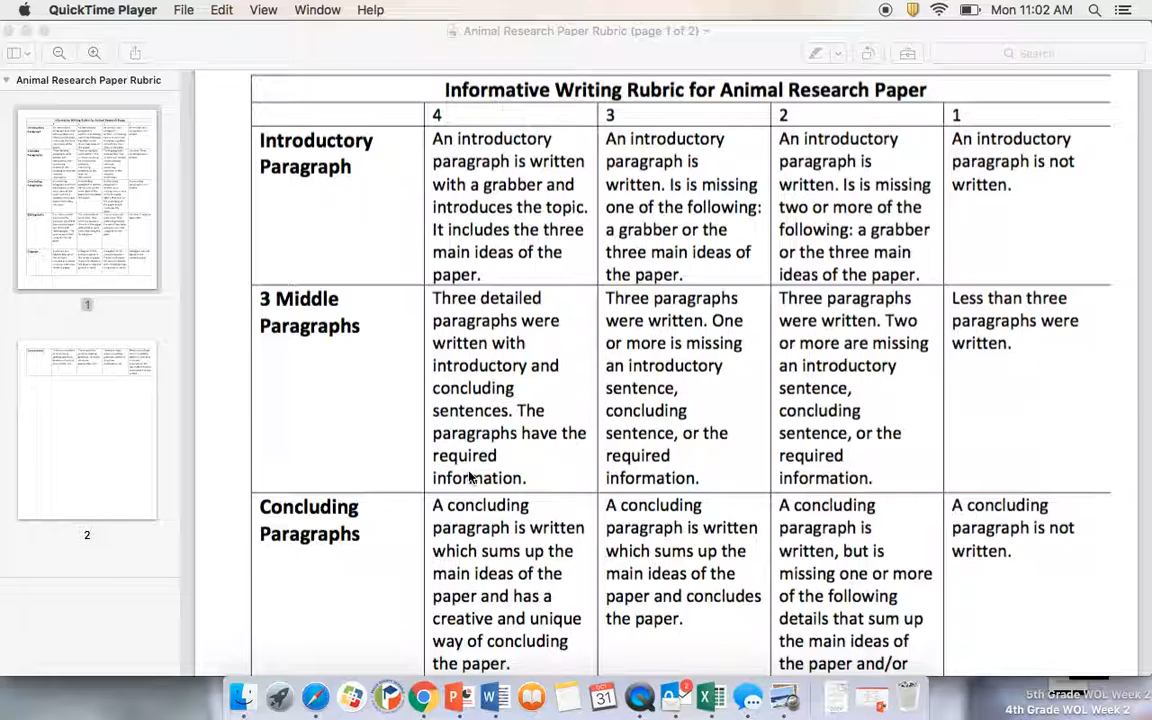 QuickTime Player File Edit View Window Help Mon 11:02 AM
Animal Research Paper Rubric (page 1 of 2)
Search
Animal Research Paper Rubric
1
2
Informative Writing Rubric for Animal Research Paper
4 3 2 1
Introductory
Paragraph
An introductory
paragraph is written
with a grabber and
introduces the topic.
It includes the three
main ideas of the
paper.
An introductory
paragraph is
written. Is is missing
one of the following:
a grabber or the
three main ideas of
the paper.
An introductory
paragraph is
written. Is is missing
two or more of the
following: a grabber
or the three main
ideas of the paper.
An introductory
paragraph is not
written.
3 Middle
Paragraphs
Three detailed
paragraphs were
written with
introductory and
concluding
sentences. The
paragraphs have the
required
information.
Three paragraphs
were written. One
or more is missing
an introductory
sentence,
concluding
sentence, or the
required
information.
Three paragraphs
were written. Two
or more are missing
an introductory
sentence,
concluding
sentence, or the
required
information.
Less than three
paragraphs were
written.
Concluding
Paragraphs
A concluding
paragraph is written
which sums up the
main ideas of the
paper and has a
creative and unique
way of concluding
the paper.
A concluding
paragraph is written
which sums up the
main ideas of the
paper and concludes
the paper.
A concluding
paragraph is
written, but is
missing one or more
of the following
details that sum up
the main ideas of
the paper and/or
A concluding
paragraph is not
written.
OCT
31
2
5th Grade WOL Week 2
4th Grade WOL Week 2